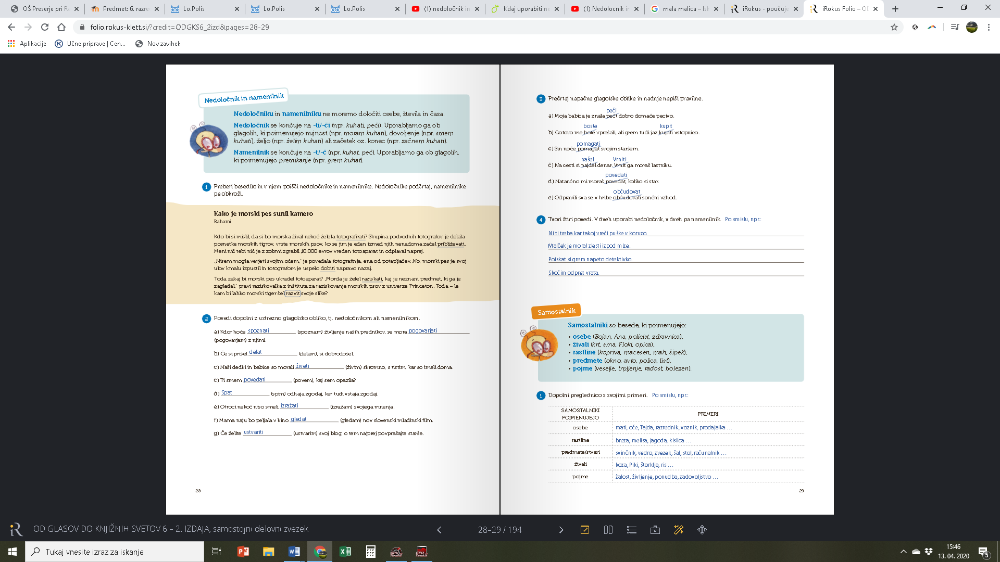 OŠ Preserje pri Ra
Predmet: 6. razre
Lo.Polis
Lo.Polis
Lo.Polis
(1) nedoločnik in
Kdaj uporabiti ne
(1) Nedolocnik in
mala malica – Isk
iRokus - poučuje
iRokus Folio – OD
folio.rokus-klett.si/?credit=ODGKS6_2izd&pages=28-29
Aplikacije
Učne priprave | Cen...
Nov zavihek
Nedoločnik in namenilnik
Nedoločniku in namenilniku ne moremo določiti osebe, števila in časa.
Nedoločnik se končuje na -ti/-či (npr. kuhati, peči). Uporabljamo ga ob
glagolih, ki poimenujejo nujnost (npr. moram kuhati), dovoljenje (npr. smem
kuhati), željo (npr. želim kuhati) ali začetek oz. konec (npr. začnem kuhati).
Namenilnik se končuje na -t/-č (npr. kuhat, peč). Uporabljamo ga ob glagolih,
ki poimenujejo premikanje (npr. grem kuhat).
1 Preberi besedilo in v njem poišči nedoločnike in namenilnike. Nedoločnike podčrtaj, namenilnike
pa obkroži.
Kako je morski pes sunil kamero
Bahami
Kdo bi si mislil, da si bo morska žival nekoč želela fotografirati? Skupina podvodnih fotografov je delala
posnetke morskih tigrov, vrste morskih psov, ko se jim je eden izmed njih nenadoma začel približevati.
Meni nič tebi nič je z zobmi zgrabil 10.000 evrov vreden fotoaparat in odplaval naprej.
„Nisem mogla verjeti svojim očem,“ je povedala fotografinja, ena od potapljačev. No, morski pes je svoj
ulov kmalu izpustil in fotografom je uspelo dobiti napravo nazaj.
Toda zakaj bi morski pes ukradel fotoaparat? „Morda je želel raziskati, kaj je neznani predmet, ki ga je
zagledal,“ pravi raziskovalka z inštituta za raziskovanje morskih psov z univerze Princeton. Toda – le
kam bi lahko morski tiger šel razvit svoje slike?
2 Povedi dopolni z ustrezno glagolsko obliko, tj. nedoločnikom ali namenilnikom.
a) Kdor hoče spoznati (spoznam) življenje naših prednikov, se mora pogovarjati
(pogovarjam) z njimi.
b) Če si prišel delat (delam), si dobrodošel.
c) Naši dedki in babice so morali živeti (živim) skromno, s tistim, kar so imeli doma.
č) Ti smem povedati (povem), kaj sem opazila?
d) Spat (spim) odhaja zgodaj, ker tudi vstaja zgodaj.
e) Otroci nekoč niso smeli izražati (izražam) svojega mnenja.
f) Mama naju bo peljala v kino gledat (gledam) nov slovenski mladinski film.
g) Če želite ustvariti (ustvarim) svoj blog, o tem najprej povprašajte starše.
28
3 Prečrtaj napačne glagolske oblike in nadnje napiši pravilne.
peči
a) Moja babica je znala pečt dobro domače pecivo.
boste kupit
b) Gotovo me bote vprašali, ali grem tudi jaz kupiti vstopnico.
pomagati
c) Sin noče pomagat svojim staršem.
našel Vrniti
č) Na cesti si najdel denar. Vrnit ga moraš lastniku.
povedati
d) Natančno mi moraš povedat, koliko si star.
občudovat
e) Odpravili sva se v hribe občudovati sončni vzhod.
4 Tvori štiri povedi. V dveh uporabi nedoločnik, v dveh pa namenilnik. Po smislu, npr.:
Ni ti treba kar takoj vreči puške v koruzo.
Malček je moral zlesti izpod mize.
Poiskat si grem napeto detektivko.
Skočim odpret vrata.
Samostalnik
Samostalniki so besede, ki poimenujejo:
• osebe (Bojan, Ana, policist, zdravnica),
• živali (krt, srna, Floki, opica),
• rastline (kopriva, macesen, mah, šipek),
• predmete (okno, avto, polica, list),
• pojme (veselje, trpljenje, radost, bolezen).
1 Dopolni preglednico s svojimi primeri. Po smislu, npr.:
SAMOSTALNIKI
POIMENUJEJO
PRIMERI
osebe mati, oče, Tajda, razrednik, voznik, prodajalka ...
rastline breza, melisa, jagoda, kislica ...
predmete/stvari svinčnik, vedro, zvezek, šal, stol, računalnik ...
živali koza, Piki, štorklja, ris ...
pojme žalost, življenje, ponudba, zadovoljstvo ...
29
OD GLASOV DO KNJIŽNIH SVETOV 6 – 2. IZDAJA, samostojni delovni zvezek
28-29 / 194
Tukaj vnesite izraz za iskanje
15:46
13. 04. 2020
5